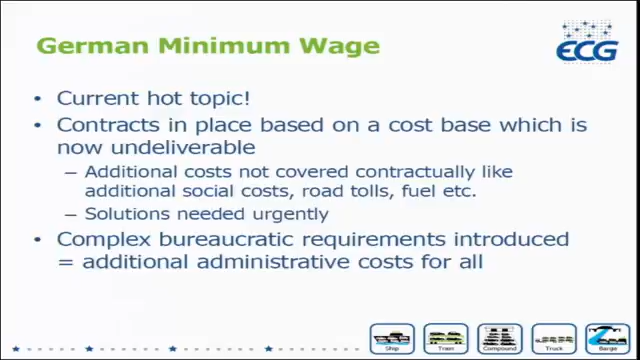 German Minimum Wage
ECG
• Current hot topic!
• Contracts in place based on a cost base which is
now undeliverable
– Additional costs not covered contractually like
additional social costs, road tolls, fuel etc.
– Solutions needed urgently
• Complex bureaucratic requirements introduced
= additional administrative costs for all
Ship Train Compound Truck Barge